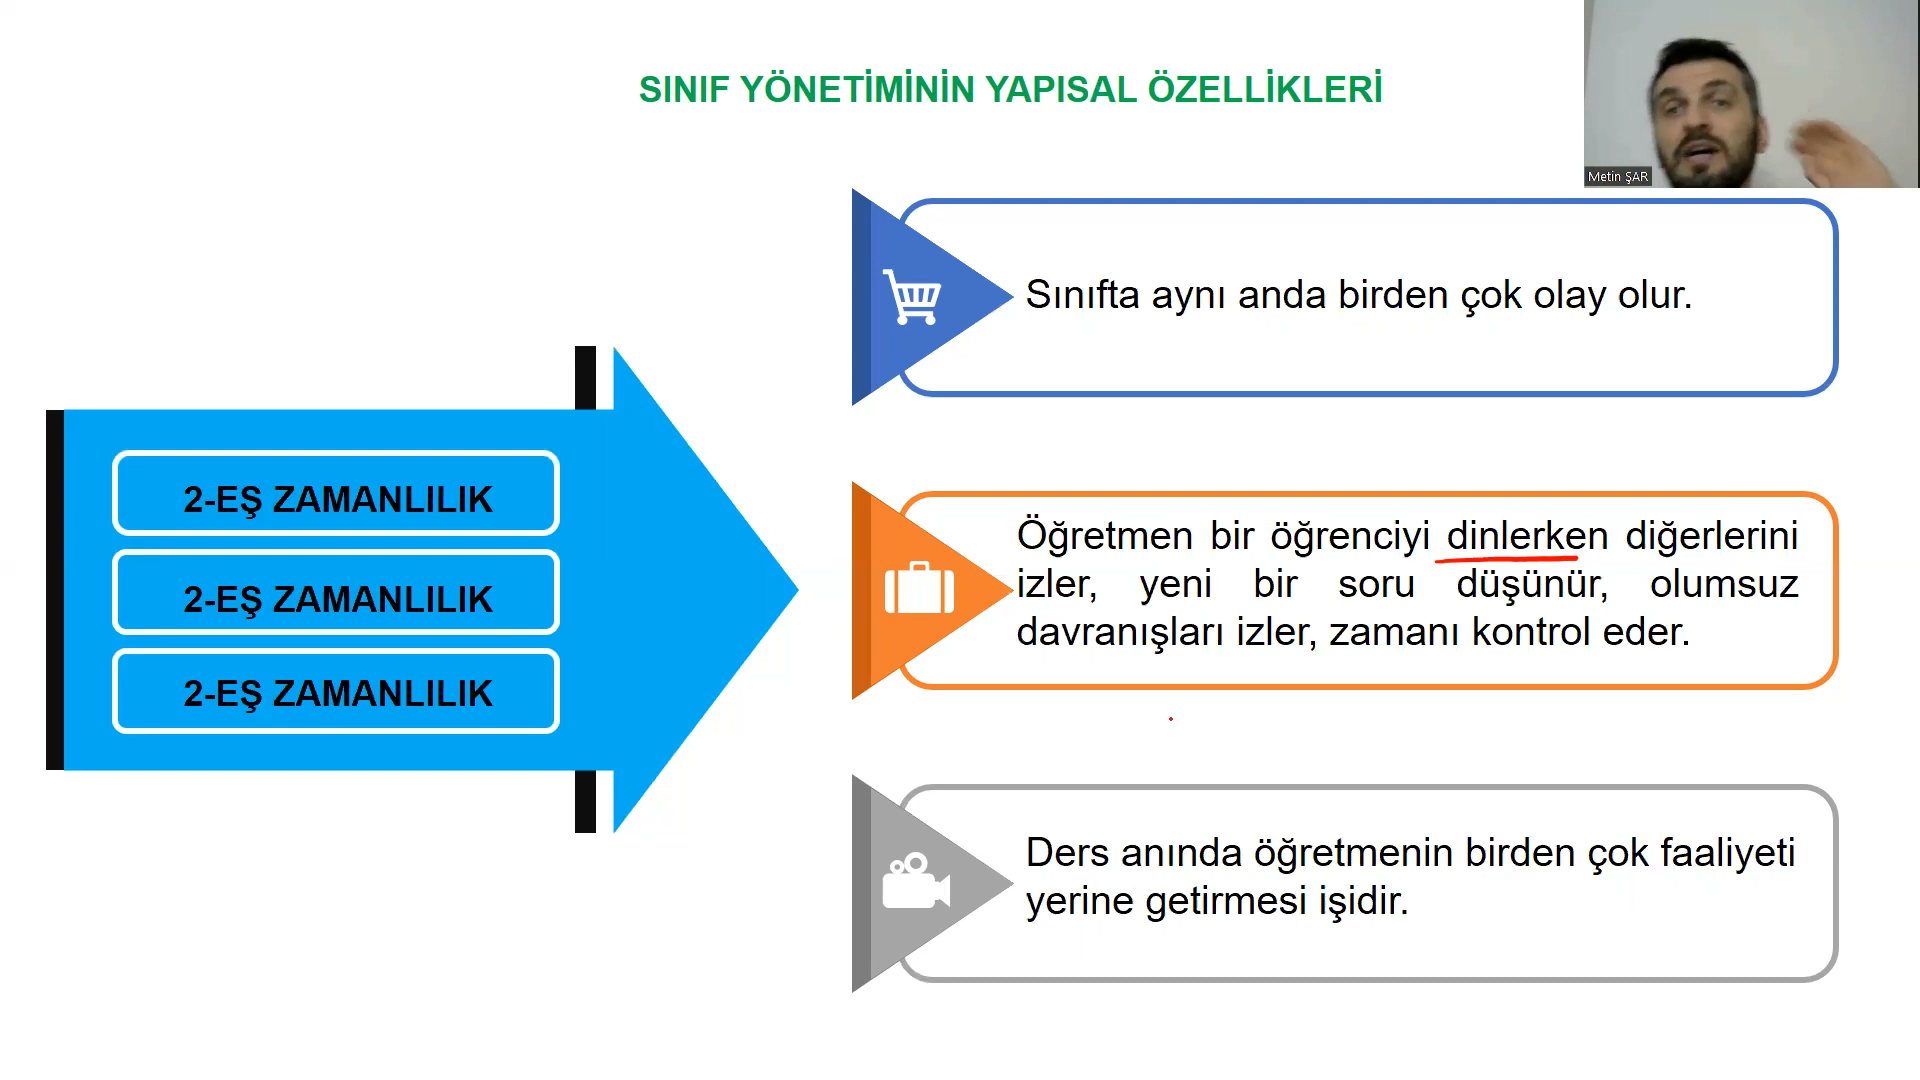 SINIF YÖNETİMİNİN YAPISAL ÖZELLİKLERİ
Metin ŞAR
Sınıfta aynı anda birden çok olay olur.
2-EŞ ZAMANLILIK
2-EŞ ZAMANLILIK
2-EŞ ZAMANLILIK
Öğretmen bir öğrenciyi dinlerken diğerlerini
izler, yeni bir soru düşünür, olumsuz
davranışları izler, zamanı kontrol eder.
Ders anında öğretmenin birden çok faaliyeti
yerine getirmesi işidir.